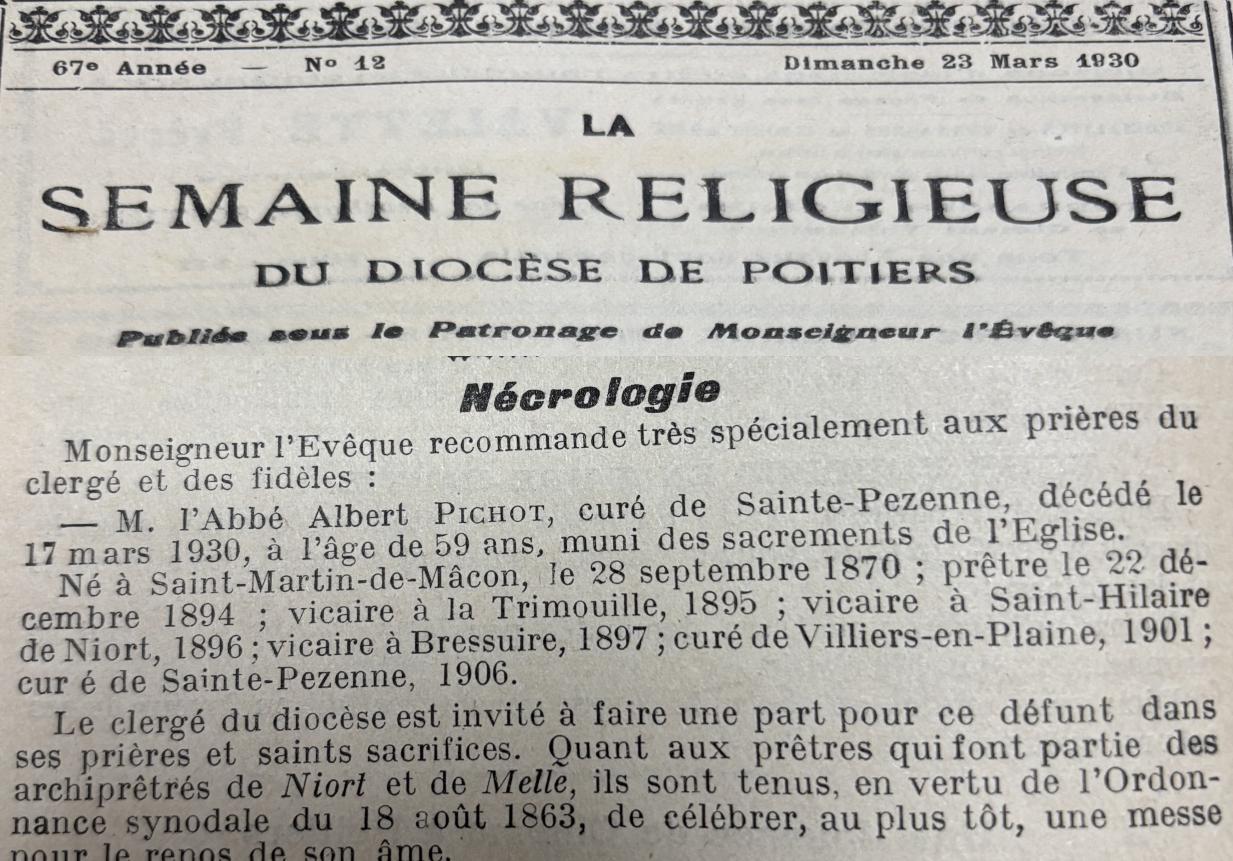 67e Année — No 12 Dimanche 23 Mars 1930
LA
SEMAINE RELIGIEUSE
DU DIOCÈSE DE POITIERS
Publiée sous le Patronage de Monseigneur l'Évêque
Nécrologie
Monseigneur l'Evêque recommande très spécialement aux prières du
clergé et des fidèles :
— M. l'Abbé Albert PICHOT, curé de Sainte-Pezenne, décédé le
17 mars 1930, à l'âge de 59 ans, muni des sacrements de l'Eglise.
Né à Saint-Martin-de-Mâcon, le 28 septembre 1870 ; prêtre le 22 dé-
cembre 1894 ; vicaire à la Trimouille, 1895 ; vicaire à Saint-Hilaire
de Niort, 1896 ; vicaire à Bressuire, 1897 ; curé de Villiers-en-Plaine, 1901 ;
cur é de Sainte-Pezenne, 1906.
Le clergé du diocèse est invité à faire une part pour ce défunt dans
ses prières et saints sacrifices. Quant aux prêtres qui font partie des
archiprêtrés de Niort et de Melle, ils sont tenus, en vertu de l'Ordon-
nance synodale du 18 août 1863, de célébrer, au plus tôt, une messe
pour le repos de son âme.